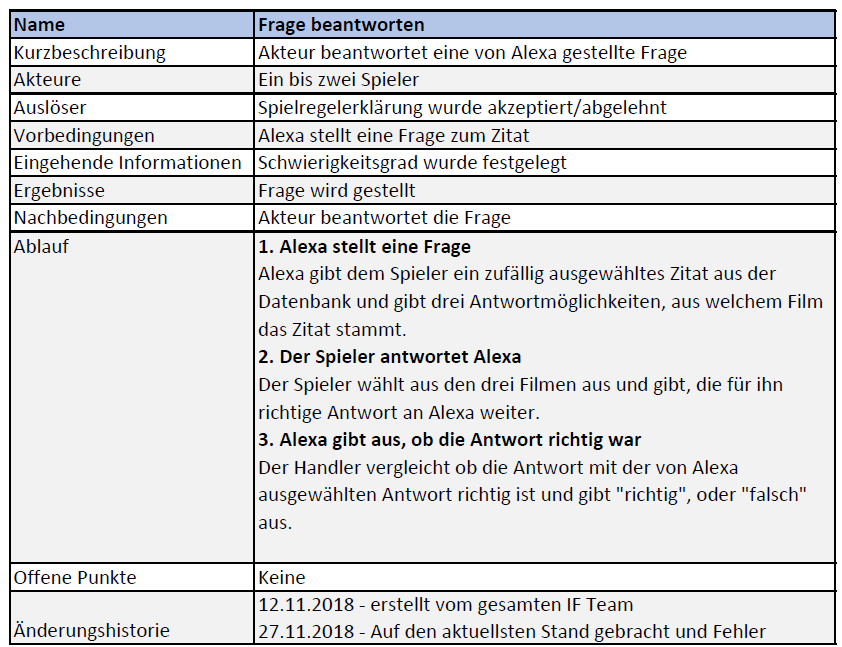 Name Frage beantworten
Kurzbeschreibung Akteur beantwortet eine von Alexa gestellte Frage
Akteure Ein bis zwei Spieler
Auslöser Spielregelerklärung wurde akzeptiert/abgelehnt
Vorbedingungen Alexa stellt eine Frage zum Zitat
Eingehende Informationen Schwierigkeitsgrad wurde festgelegt
Ergebnisse Frage wird gestellt
Nachbedingungen Akteur beantwortet die Frage
Ablauf 1. Alexa stellt eine Frage
Alexa gibt dem Spieler ein zufällig ausgewähltes Zitat aus der
Datenbank und gibt drei Antwortmöglichkeiten, aus welchem Film
das Zitat stammt.
2. Der Spieler antwortet Alexa
Der Spieler wählt aus den drei Filmen aus und gibt, die für ihn
richtige Antwort an Alexa weiter.
3. Alexa gibt aus, ob die Antwort richtig war
Der Handler vergleicht ob die Antwort mit der von Alexa
ausgewählten Antwort richtig ist und gibt "richtig", oder "falsch"
aus.
Offene Punkte Keine
12.11.2018 - erstellt vom gesamten IF Team
Änderungshistorie 27.11.2018 - Auf den aktuellsten Stand gebracht und Fehler